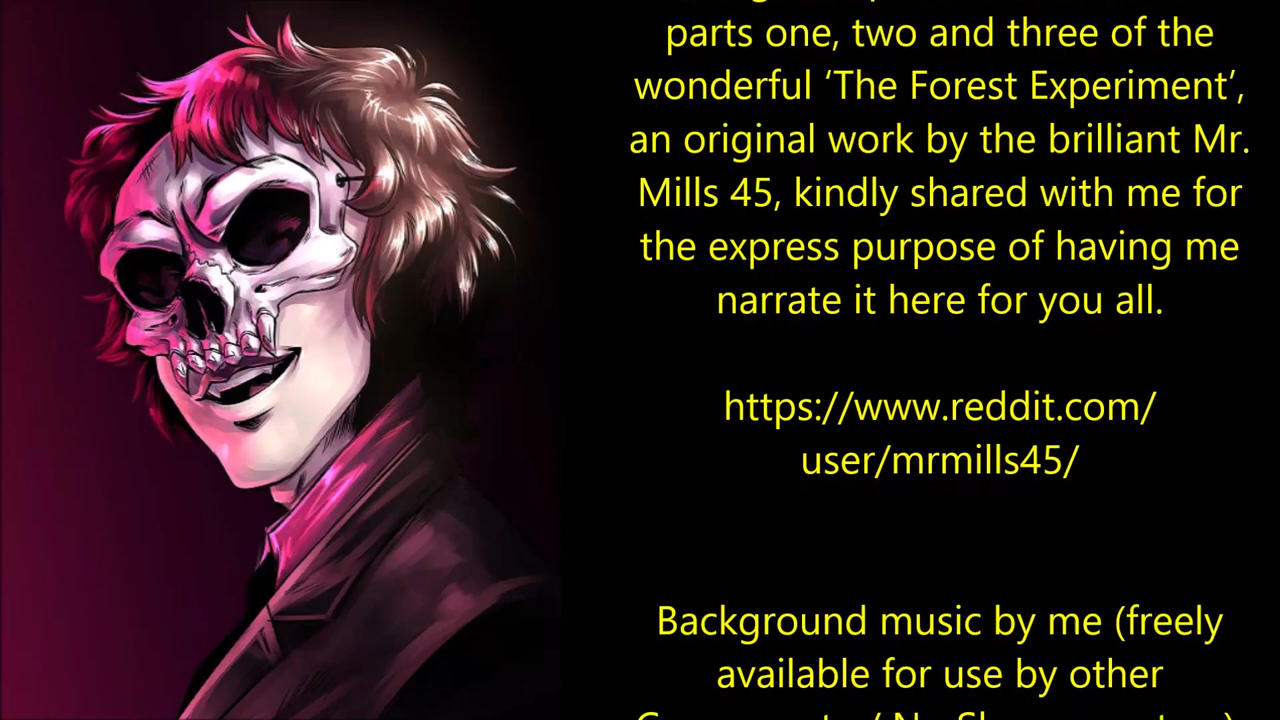 parts one, two and three of the
wonderful ‘The Forest Experiment’,
an original work by the brilliant Mr.
Mills 45, kindly shared with me for
the express purpose of having me
narrate it here for you all.
https://www.reddit.com/
user/mrmills45/
Background music by me (freely
available for use by other